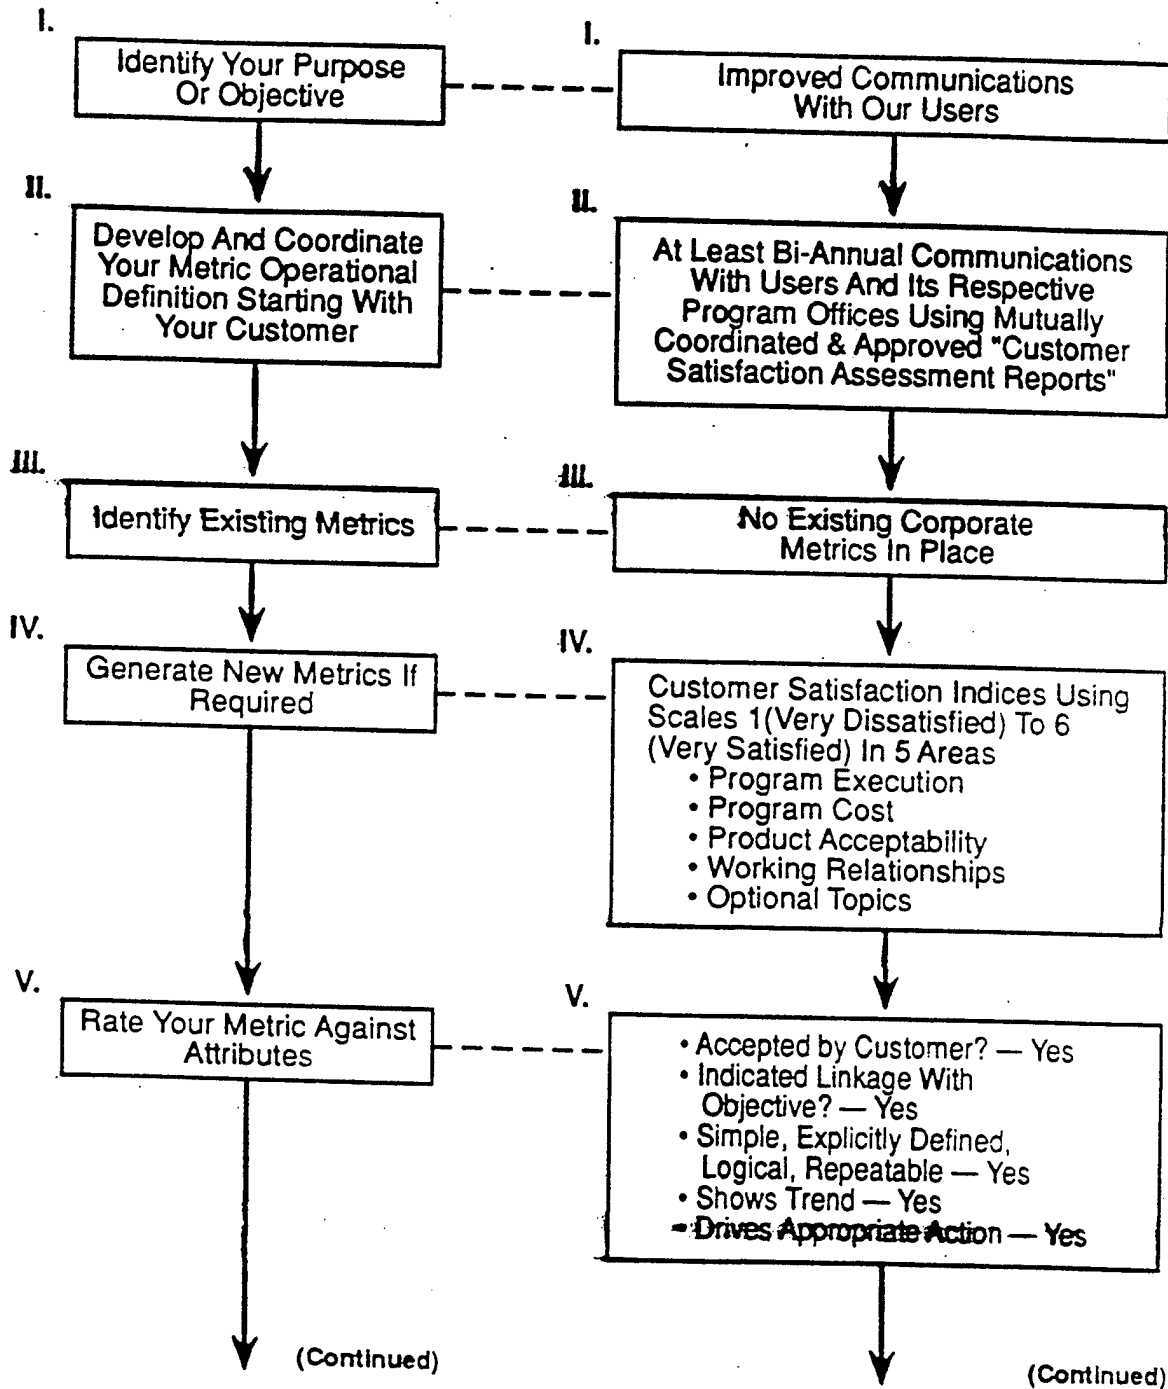 I.
Identify Your Purpose
Or Objective
II.
Develop And Coordinate
Your Metric Operational
Definition Starting With
Your Customer
III.
Identify Existing Metrics
IV.
Generate New Metrics If
Required
V.
Rate Your Metric Against
Attributes
(Continued)
I.
Improved Communications
With Our Users
II.
At Least Bi-Annual Communications
With Users And Its Respective
Program Offices Using Mutually
Coordinated & Approved "Customer
Satisfaction Assessment Reports"
III.
No Existing Corporate
Metrics In Place
IV.
Customer Satisfaction Indices Using
Scales 1(Very Dissatisfied) To 6
(Very Satisfied) In 5 Areas
• Program Execution
• Program Cost
• Product Acceptability
• Working Relationships
• Optional Topics
V.
• Accepted by Customer? — Yes
• Indicated Linkage With
Objective? — Yes
• Simple, Explicitly Defined,
Logical, Repeatable — Yes
• Shows Trend — Yes
- Drives Appropriate Action — Yes
(Continued)